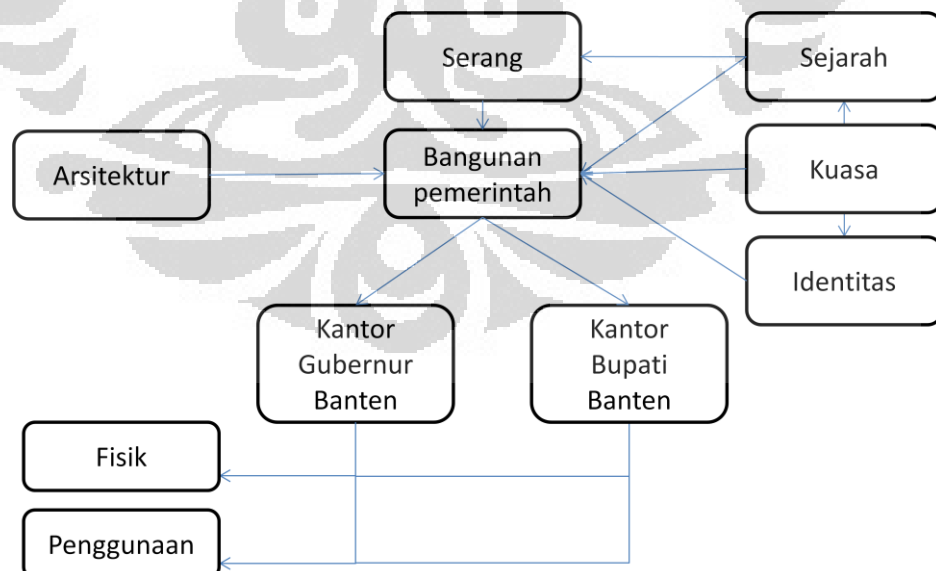 Serang
Sejarah
Arsitektur
Bangunan
pemerintah
Kuasa
Identitas
Kantor
Gubernur
Banten
Kantor
Bupati
Banten
Fisik
Penggunaan